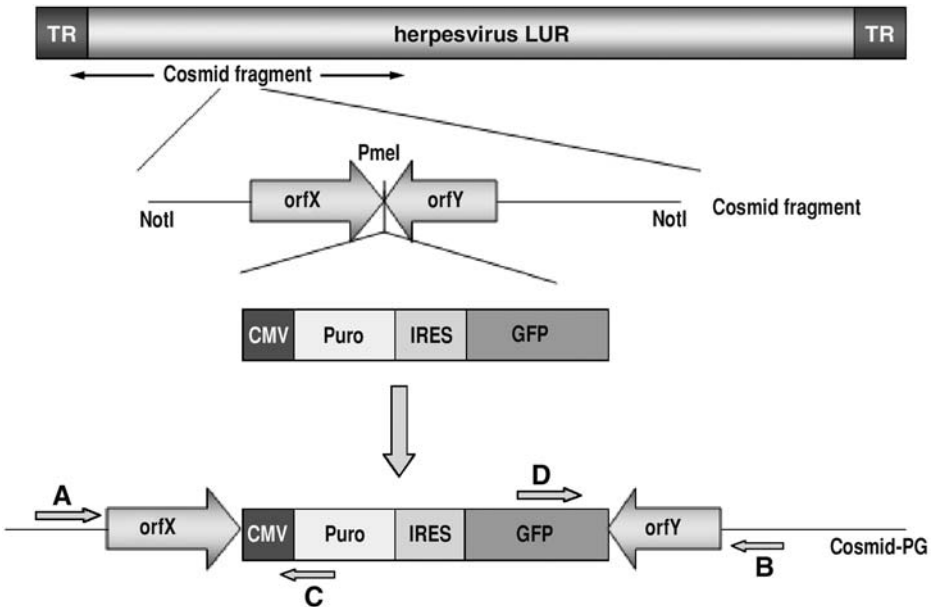 TR herpesvirus LUR TR
Cosmid fragment
PmeI
orfX orfY
NotI NotI Cosmid fragment
CMV Puro IRES GFP
A D
orfX CMV Puro IRES GFP orfY
Cosmid-PG
C B